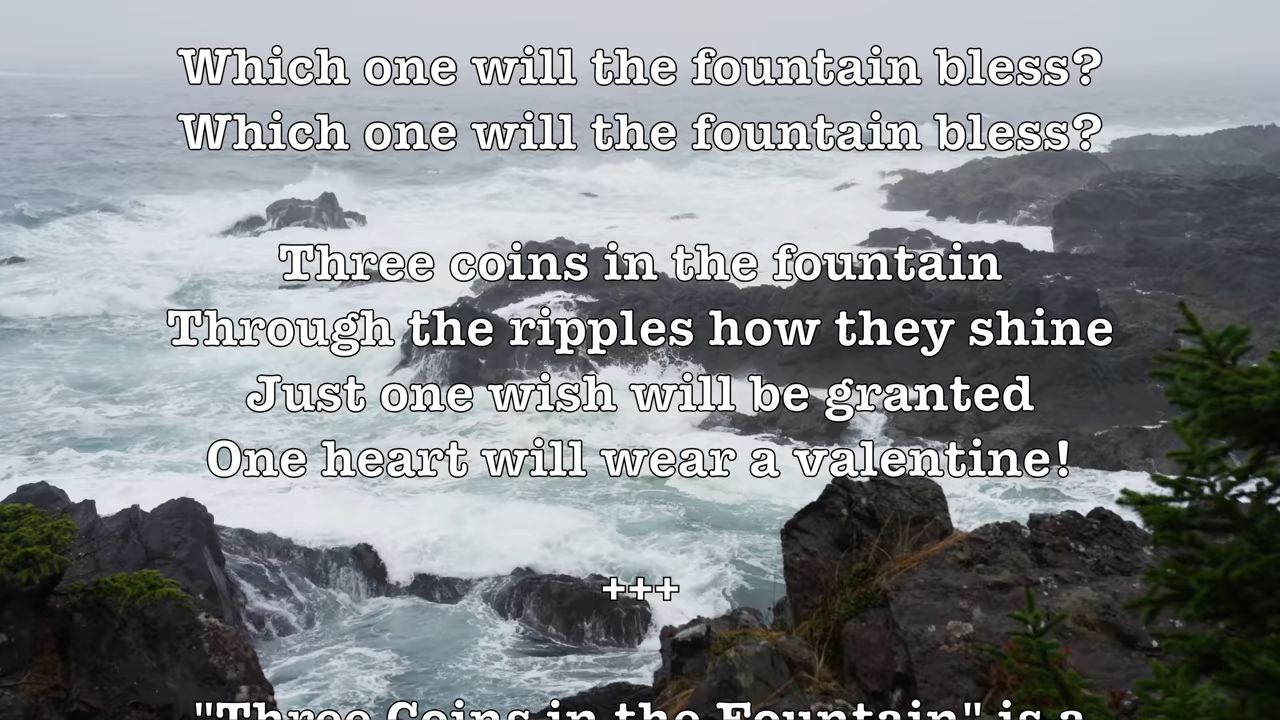 Which one will the fountain bless?
Which one will the fountain bless?
Three coins in the fountain
Through the ripples how they shine
Just one wish will be granted
One heart will wear a valentine!
+++
"Three Coins in the Fountain" is a